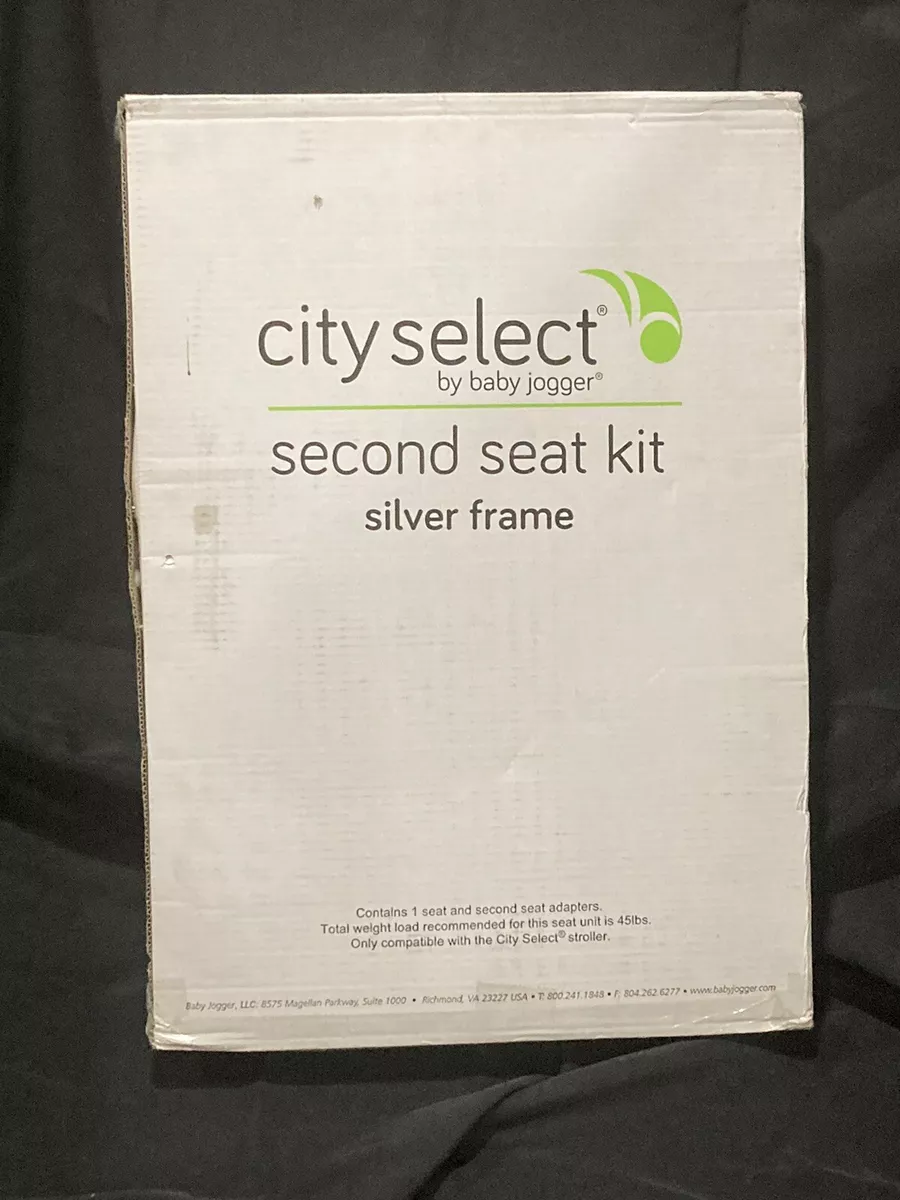 city select®
by baby jogger®
second seat kit
silver frame
Contains 1 seat and second seat adapters.
Total weight load recommended for this seat unit is 45lbs.
Only compatible with the City Select® stroller.
Baby Jogger, LLC. 8575 Magellan Parkway, Suite 1000 • Richmond, VA 23227 USA • T: 800.241.1848 • F: 804.262.6277 • www.babyjogger.com